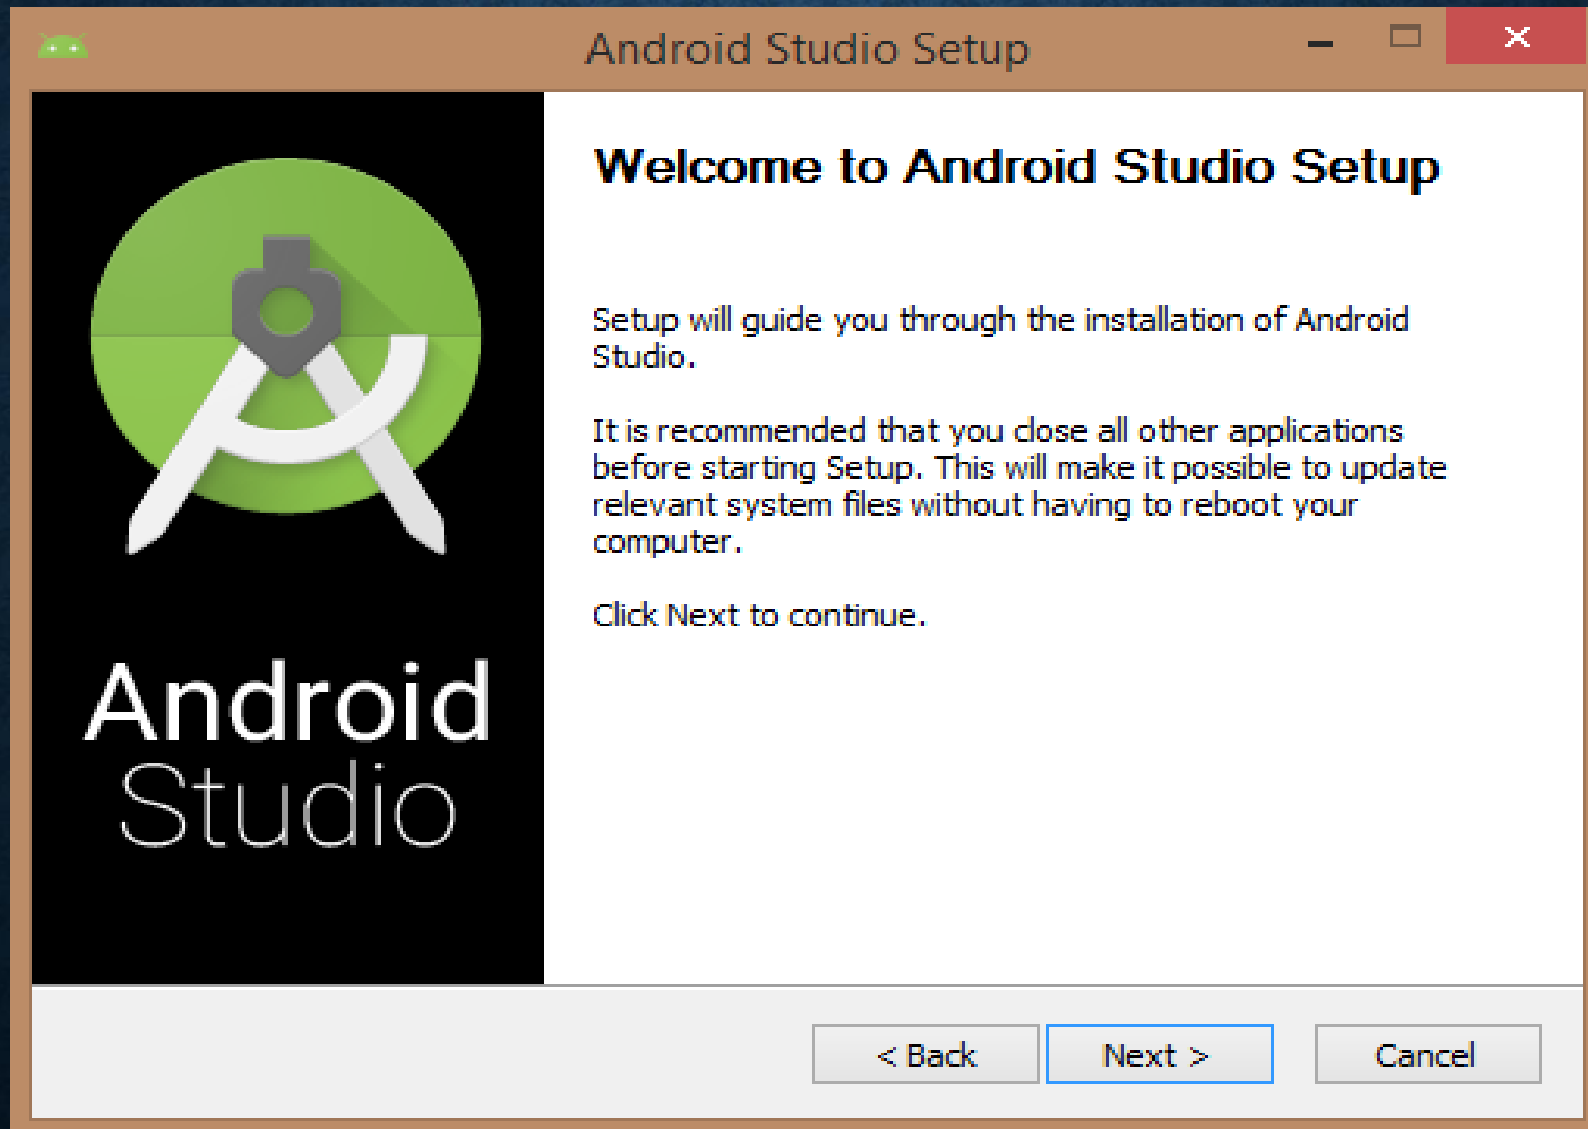 Android Studio Setup
Welcome to Android Studio Setup
Setup will guide you through the installation of Android
Studio.
It is recommended that you close all other applications
before starting Setup. This will make it possible to update
relevant system files without having to reboot your
computer.
Click Next to continue.
Android
Studio
< Back
Next >
Cancel